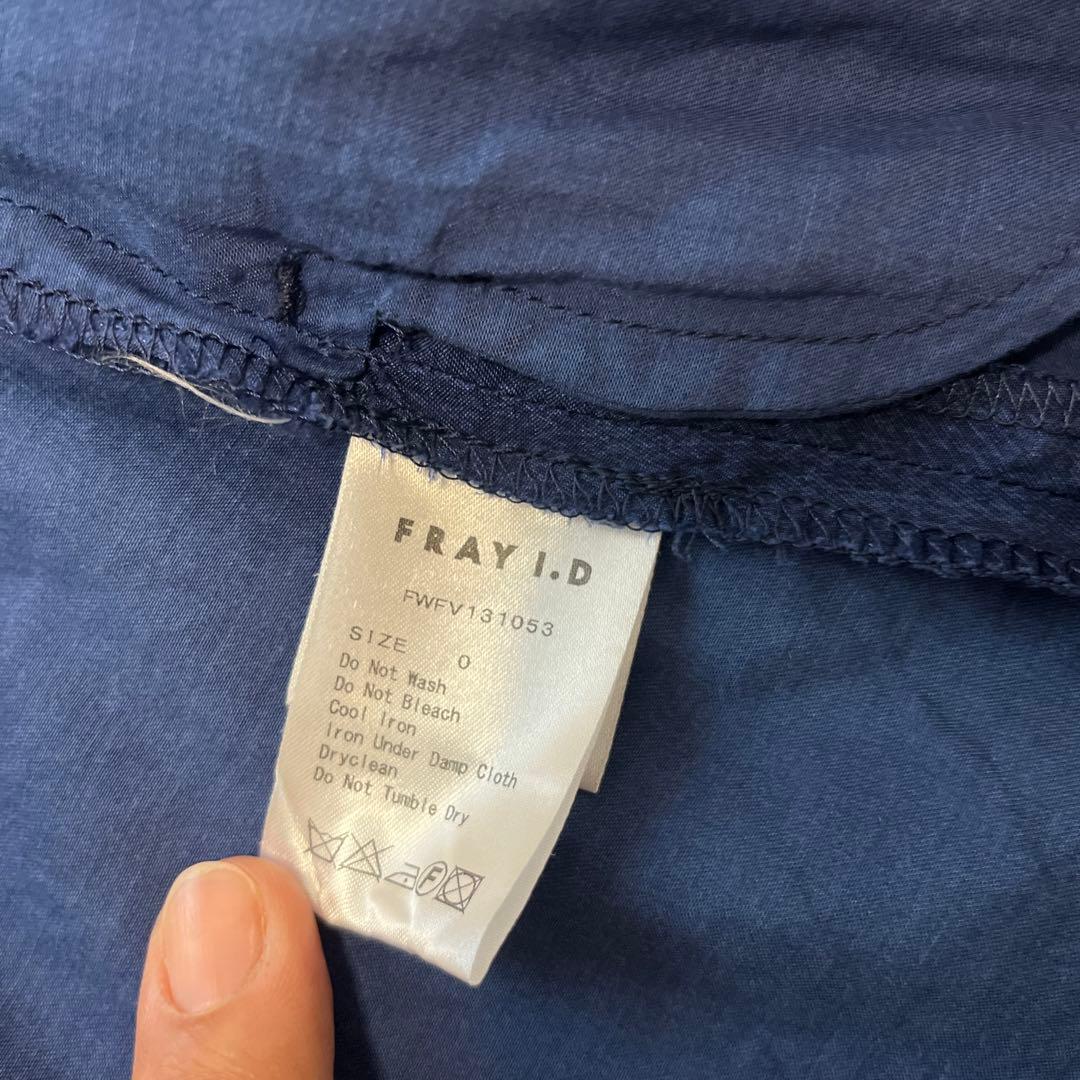 FRAY I.D
FWFV131053
SIZE 0
Do Not Wash
Do Not Bleach
Cool Iron
Iron Under Damp Cloth
Dryclean
Do Not Tumble Dry
F